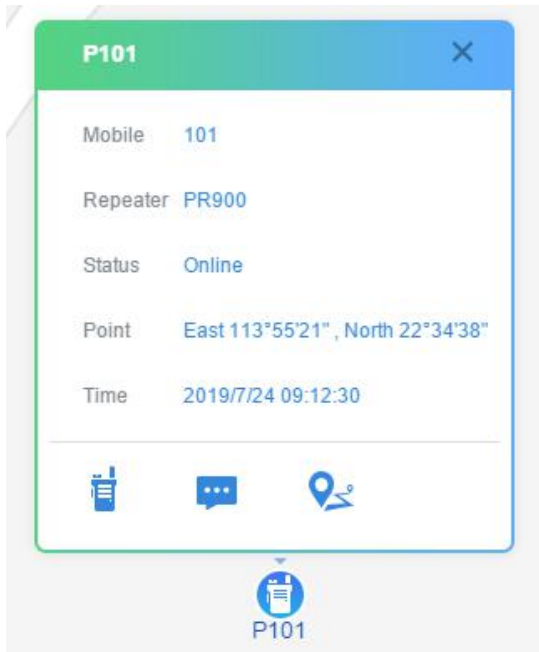 P101
Mobile 101
Repeater PR900
Status Online
Point East 113°55'21" , North 22°34'38"
Time 2019/7/24 09:12:30
P101